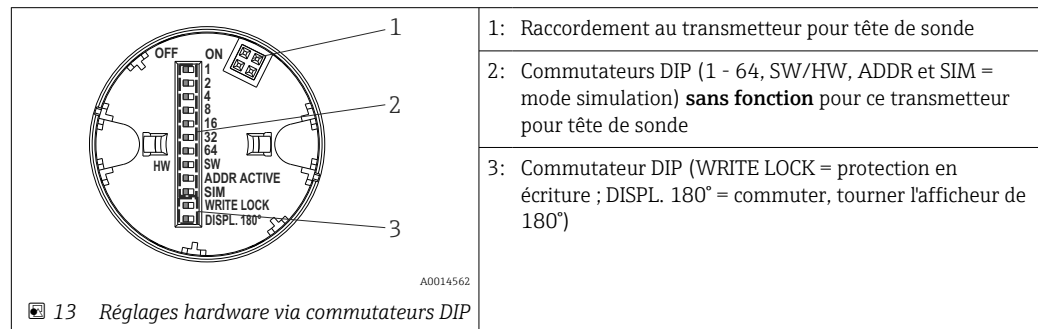 OFF ON
1
2
4
8
16
32
64
HW SW
ADDR ACTIVE
SIM
WRITE LOCK
DISPL. 180°
1
2
3
A0014562
13 Réglages hardware via commutateurs DIP
1: Raccordement au transmetteur pour tête de sonde
2: Commutateurs DIP (1 - 64, SW/HW, ADDR et SIM =
mode simulation) sans fonction pour ce transmetteur
pour tête de sonde
3: Commutateur DIP (WRITE LOCK = protection en
écriture ; DISPL. 180° = commuter, tourner l'afficheur de
180°)